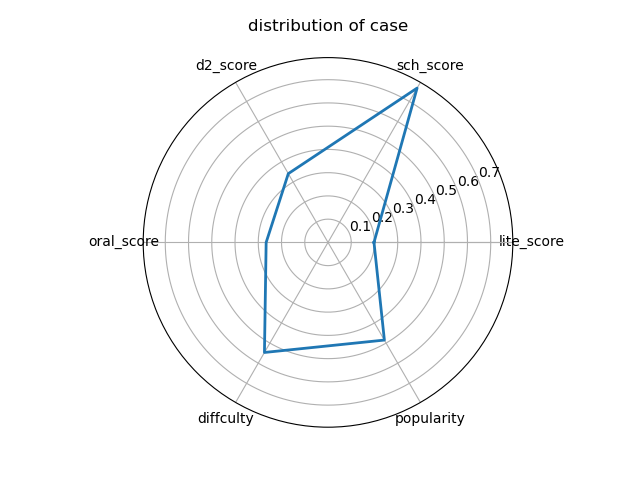 distribution of case
d2_score
sch_score
0.7
0.6
0.5
0.4
0.3
0.2
0.1
oral_score
lite_score
diffculty
popularity